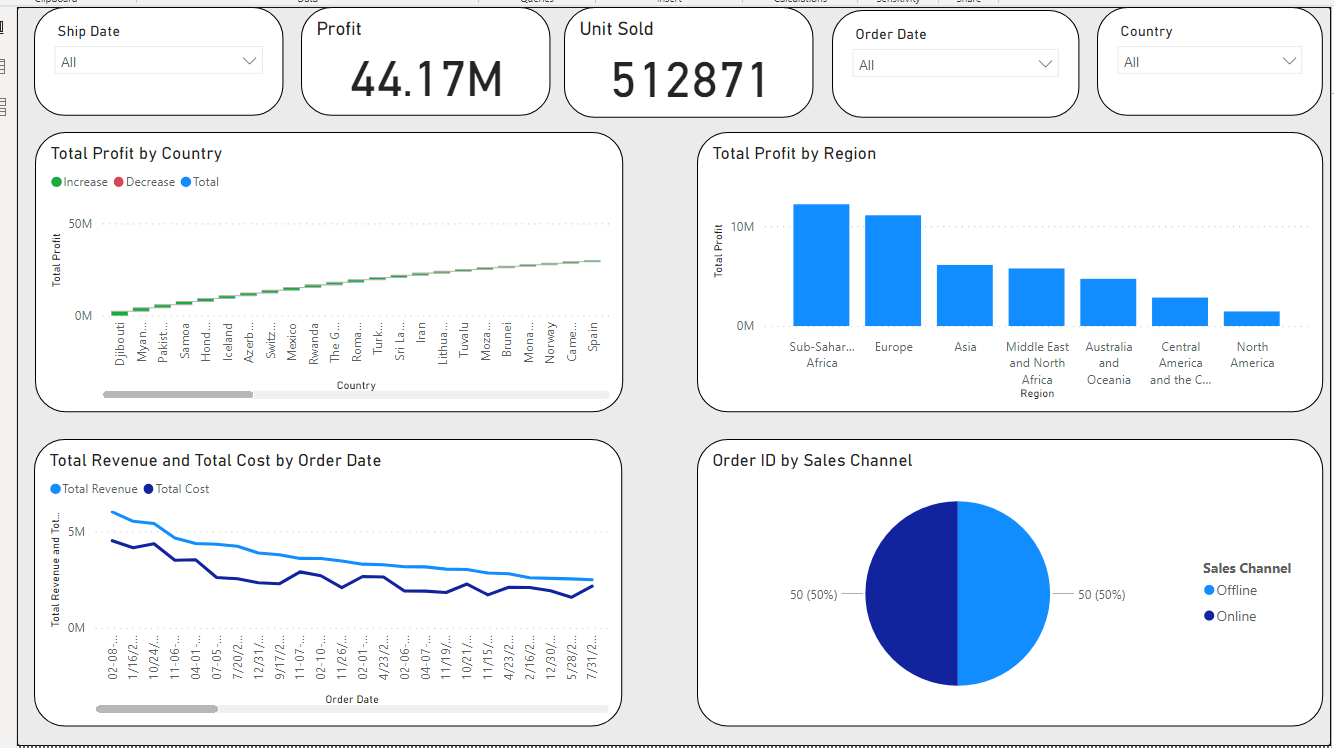 Clipboard
Data
Queries
Insert
Calculations
Sensitivity
Share
Ship Date
All
Profit
44.17M
Unit Sold
512871
Order Date
All
Country
All
Total Profit by Country
Increase Decrease Total
Total Profit
50M
0M
Djibouti
Myan...
Pakist...
Samoa
Hond...
Iceland
Azerb...
Switz...
Mexico
Rwanda
The G...
Roma...
Turk...
Sri La...
Iran
Lithua...
Tuvalu
Moza...
Brunei
Mona...
Norway
Came...
Spain
Country
Total Profit by Region
Total Profit
10M
0M
Sub-Sahar...
Africa
Europe
Asia
Middle East
and North
Africa
Australia
and
Oceania
Central
America
and the C...
North
America
Region
Total Revenue and Total Cost by Order Date
Total Revenue Total Cost
Total Revenue and Tot...
5M
0M
02-08-...
1/16/2...
10/24/...
11-06-...
04-01-...
07-05-...
7/20/2...
12/31/...
9/17/2...
11-07-...
02-10-...
11/26/...
02-01-...
4/23/2...
02-06-...
04-07-...
11/19/...
10/21/...
11/15/...
4/23/2...
2/16/2...
12/30/...
5/28/2...
7/31/2...
Order Date
Order ID by Sales Channel
50 (50%)
50 (50%)
Sales Channel
Offline
Online